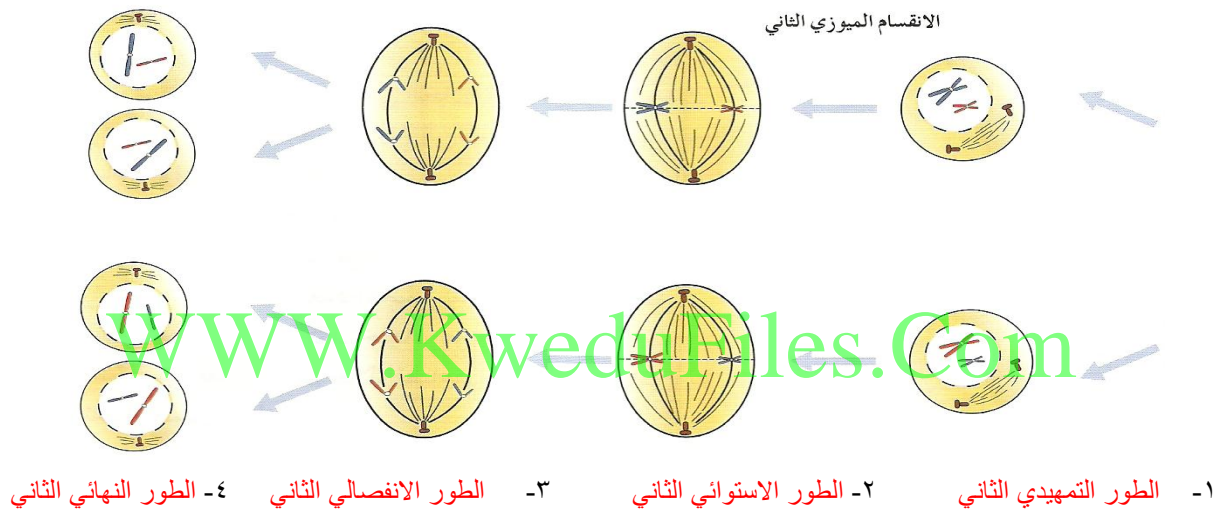 الانقسام الميوزي الثاني
WWW.KweduFiles.Com
١- الطور التمهيدي الثاني ٢- الطور الاستوائي الثاني ٣- الطور الانفصالي الثاني ٤- الطور النهائي الثاني